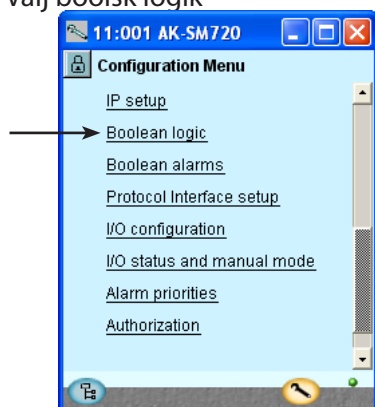 Välj boolsk logik
11:001 AK-SM720
Configuration Menu
IP setup
Boolean logic
Boolean alarms
Protocol Interface setup
I/O configuration
I/O status and manual mode
Alarm priorities
Authorization